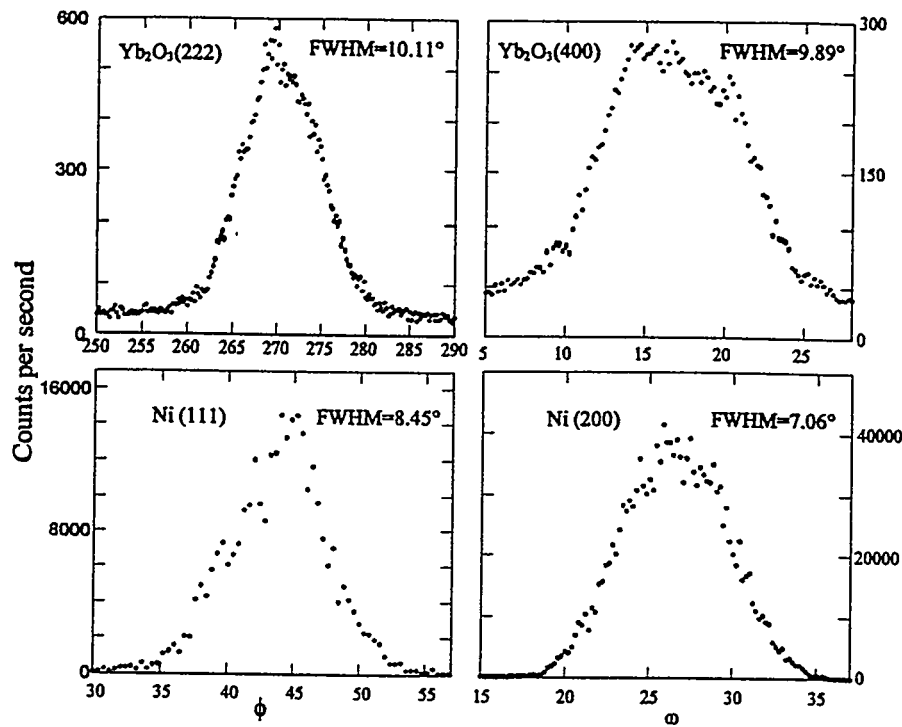 600
Yb₂O₃(222)
FWHM=10.11°
300
0
250 255 260 265 270 275 280 285 290
Yb₂O₃(400)
FWHM=9.89°
300
150
0
5 10 15 20 25
Counts per second
16000
Ni (111)
FWHM=8.45°
8000
0
30 35 40 45 50 55
ϕ
Ni (200)
FWHM=7.06°
40000
20000
0
15 20 25 30 35
ω